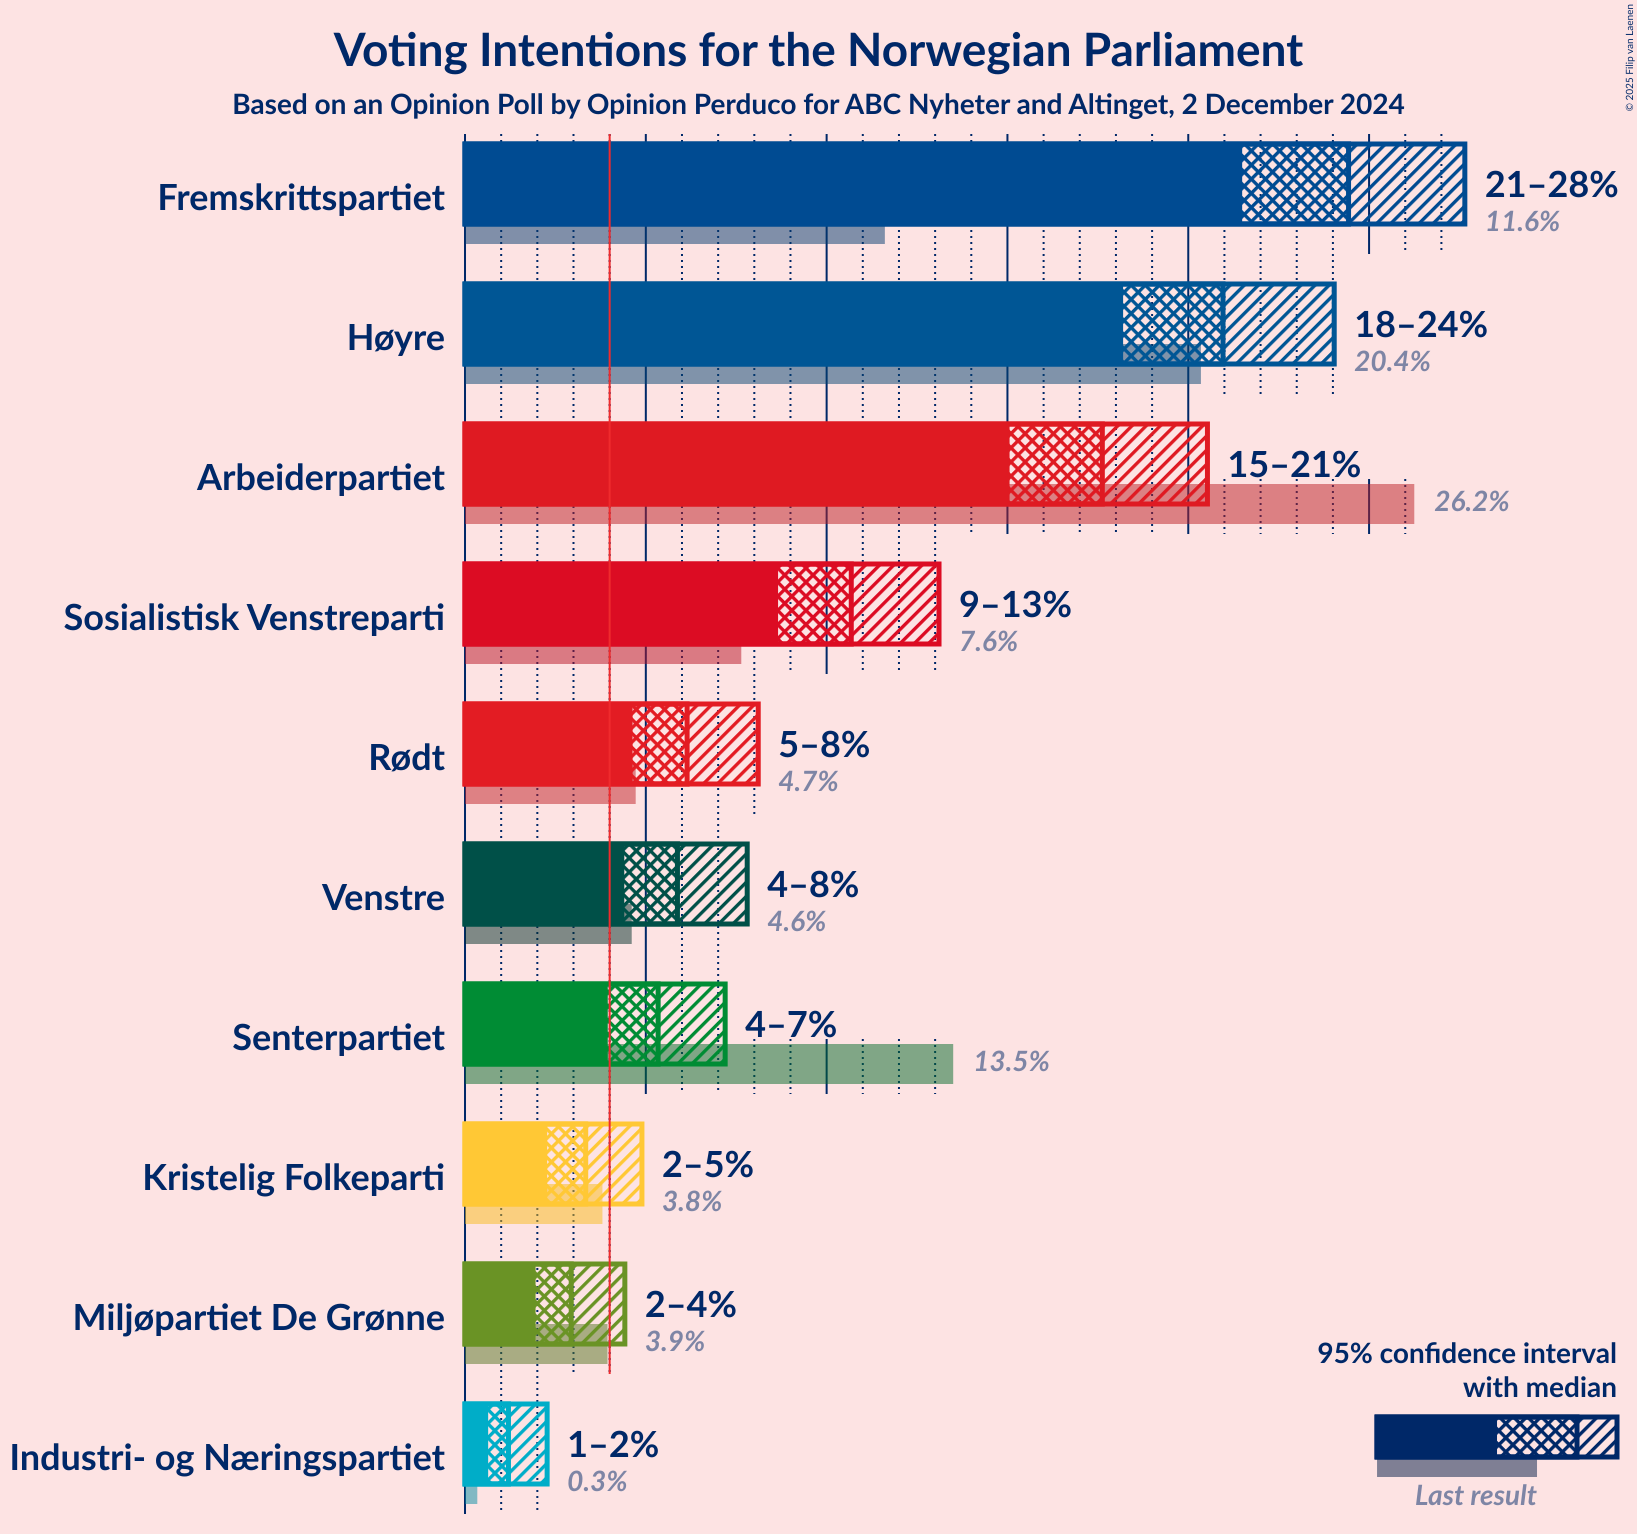 Voting Intentions for the Norwegian Parliament
Based on an Opinion Poll by Opinion Perduco for ABC Nyheter and Altinget, 2 December 2024
© 2025 Filip van Laenen
Fremskrittspartiet
21–28%
11.6%
Høyre
18–24%
20.4%
Arbeiderpartiet
15–21%
26.2%
Sosialistisk Venstreparti
9–13%
7.6%
Rødt
5–8%
4.7%
Venstre
4–8%
4.6%
Senterpartiet
4–7%
13.5%
Kristelig Folkeparti
2–5%
3.8%
Miljøpartiet De Grønne
2–4%
3.9%
Industri- og Næringspartiet
1–2%
0.3%
95% confidence interval
with median
Last result